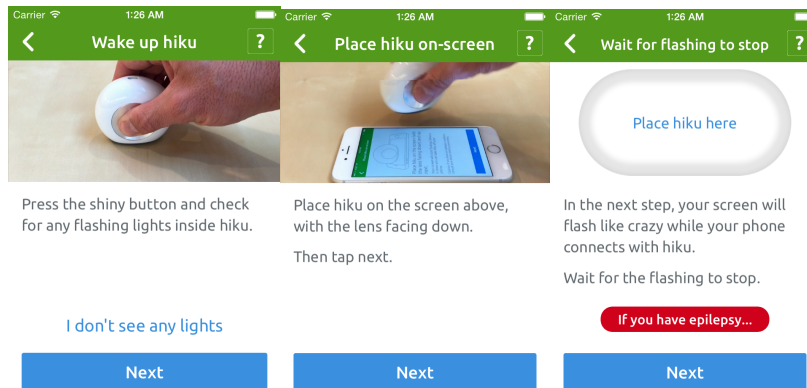 Carrier 1:26 AM
Wake up hiku ?
Press the shiny button and check
for any flashing lights inside hiku.
I don't see any lights
Next
Carrier 1:26 AM
Place hiku on-screen ?
Place hiku on the screen above,
with the lens facing down.
Then tap next.
Next
Carrier 1:26 AM
Wait for flashing to stop ?
Place hiku here
In the next step, your screen will
flash like crazy while your phone
connects with hiku.
Wait for the flashing to stop.
If you have epilepsy...
Next